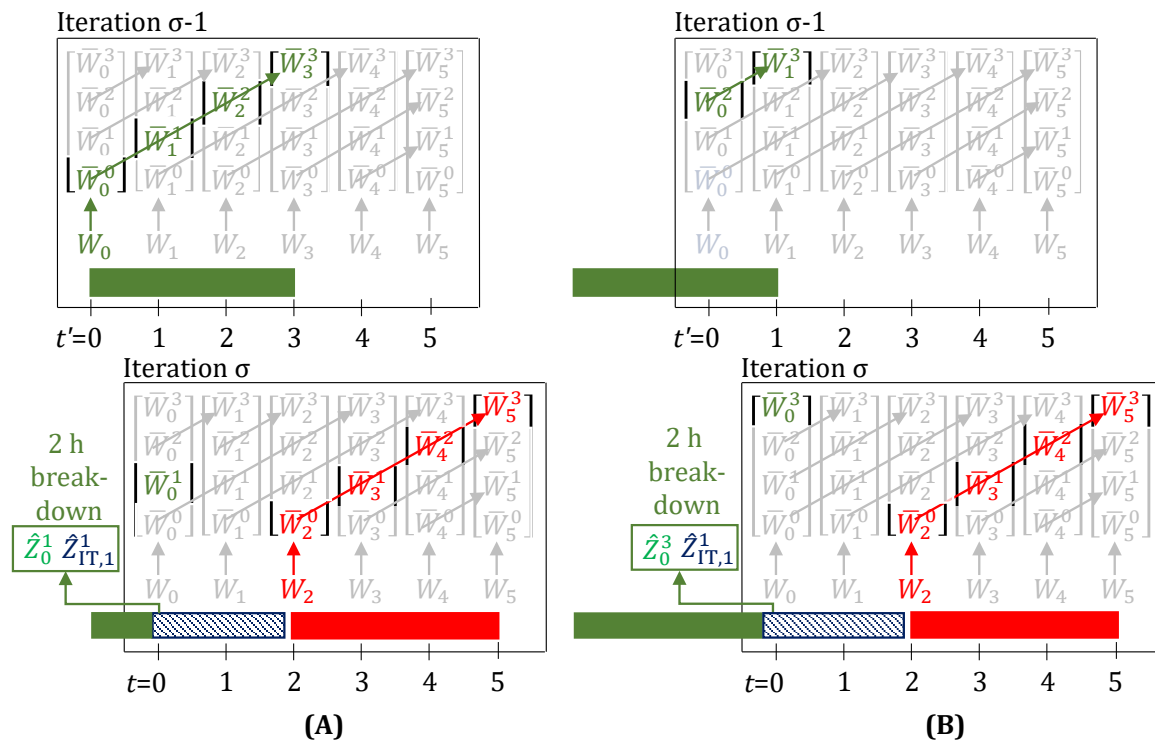 Iteration σ-1
W̄₀³ W̄₁³ W̄₂³ W̄₃³ W̄₄³ W̄₅³
W̄₀² W̄₁² W̄₂² W̄₃² W̄₄² W̄₅²
W̄₀¹ W̄₁¹ W̄₂¹ W̄₃¹ W̄₄¹ W̄₅¹
W̄₀⁰ W̄₁⁰ W̄₂⁰ W̄₃⁰ W̄₄⁰ W̄₅⁰
W₀ W₁ W₂ W₃ W₄ W₅
t'=0 1 2 3 4 5
Iteration σ
W̄₀³ W̄₁³ W̄₂³ W̄₃³ W̄₄³ W̄₅³
W̄₀² W̄₁² W̄₂² W̄₃² W̄₄² W̄₅²
W̄₀¹ W̄₁¹ W̄₂¹ W̄₃¹ W̄₄¹ W̄₅¹
W̄₀⁰ W̄₁⁰ W̄₂⁰ W̄₃⁰ W̄₄⁰ W̄₅⁰
W₀ W₁ W₂ W₃ W₄ W₅
2 h
break-
down
Ẑ₀¹ Ẑ_IT,1¹
t=0 1 2 3 4 5
(A)
Iteration σ-1
W̄₀³ W̄₁³ W̄₂³ W̄₃³ W̄₄³ W̄₅³
W̄₀² W̄₁² W̄₂² W̄₃² W̄₄² W̄₅²
W̄₀¹ W̄₁¹ W̄₂¹ W̄₃¹ W̄₄¹ W̄₅¹
W̄₀⁰ W̄₁⁰ W̄₂⁰ W̄₃⁰ W̄₄⁰ W̄₅⁰
W₀ W₁ W₂ W₃ W₄ W₅
t'=0 1 2 3 4 5
Iteration σ
W̄₀³ W̄₁³ W̄₂³ W̄₃³ W̄₄³ W̄₅³
W̄₀² W̄₁² W̄₂² W̄₃² W̄₄² W̄₅²
W̄₀¹ W̄₁¹ W̄₂¹ W̄₃¹ W̄₄¹ W̄₅¹
W̄₀⁰ W̄₁⁰ W̄₂⁰ W̄₃⁰ W̄₄⁰ W̄₅⁰
W₀ W₁ W₂ W₃ W₄ W₅
2 h
break-
down
Ẑ₀³ Ẑ_IT,1¹
t=0 1 2 3 4 5
(B)